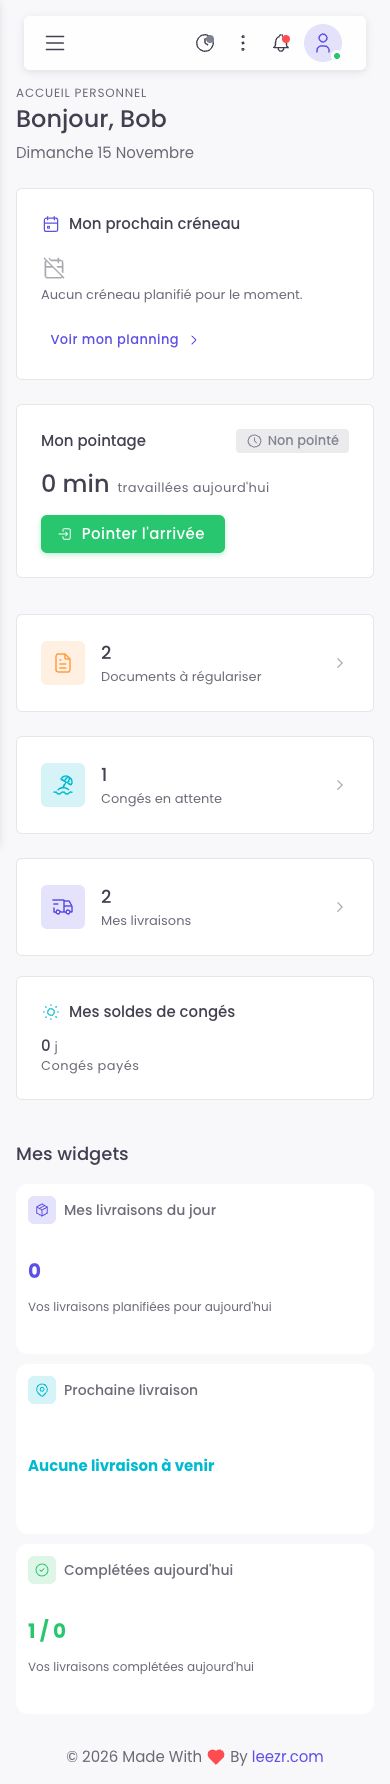 ACCUEIL PERSONNEL
Bonjour, Bob
Dimanche 15 Novembre
Mon prochain créneau
Aucun créneau planifié pour le moment.
Voir mon planning
Mon pointage
Non pointé
0 min travaillées aujourd'hui
Pointer l'arrivée
2
Documents à régulariser
1
Congés en attente
2
Mes livraisons
Mes soldes de congés
0 j
Congés payés
Mes widgets
Mes livraisons du jour
0
Vos livraisons planifiées pour aujourd'hui
Prochaine livraison
Aucune livraison à venir
Complétées aujourd'hui
1 / 0
Vos livraisons complétées aujourd'hui
© 2026 Made With By leezr.com